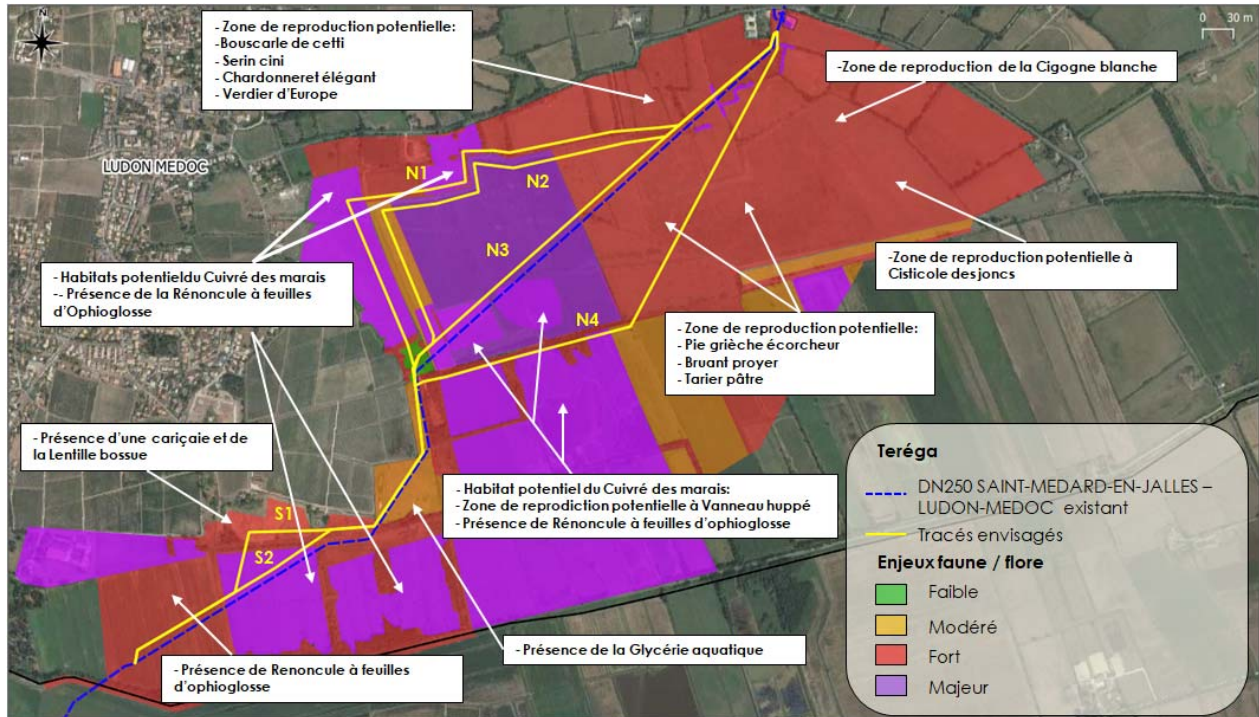 N
0 30 m
- Zone de reproduction potentielle:
-Bouscarle de cetti
- Serin cini
- Chardonneret élégant
- Verdier d'Europe
-Zone de reproduction de la Cigogne blanche
LUDON MEDOC
N1
N2
N3
N4
- Habitats potentieldu Cuivré des marais
-- Présence de la Rénoncule à feuilles
d'Ophioglosse
-Zone de reproduction potentielle à
Cisticole des joncs
- Zone de reproduction potentielle:
- Pie grièche écorcheur
- Bruant proyer
- Tarier pâtre
- Présence d'une cariçaie et de
la Lentille bossue
- Habitat potentiel du Cuivré des marais:
- Zone de reprodiction potentielle à Vanneau huppé
- Présence de Rénoncule à feuilles d'ophioglosse
S1
S2
- Présence de la Glycérie aquatique
- Présence de Renoncule à feuilles
d'ophioglosse
Teréga
DN250 SAINT-MEDARD-EN-JALLES –
LUDON-MEDOC existant
Tracés envisagés
Enjeux faune / flore
Faible
Modéré
Fort
Majeur